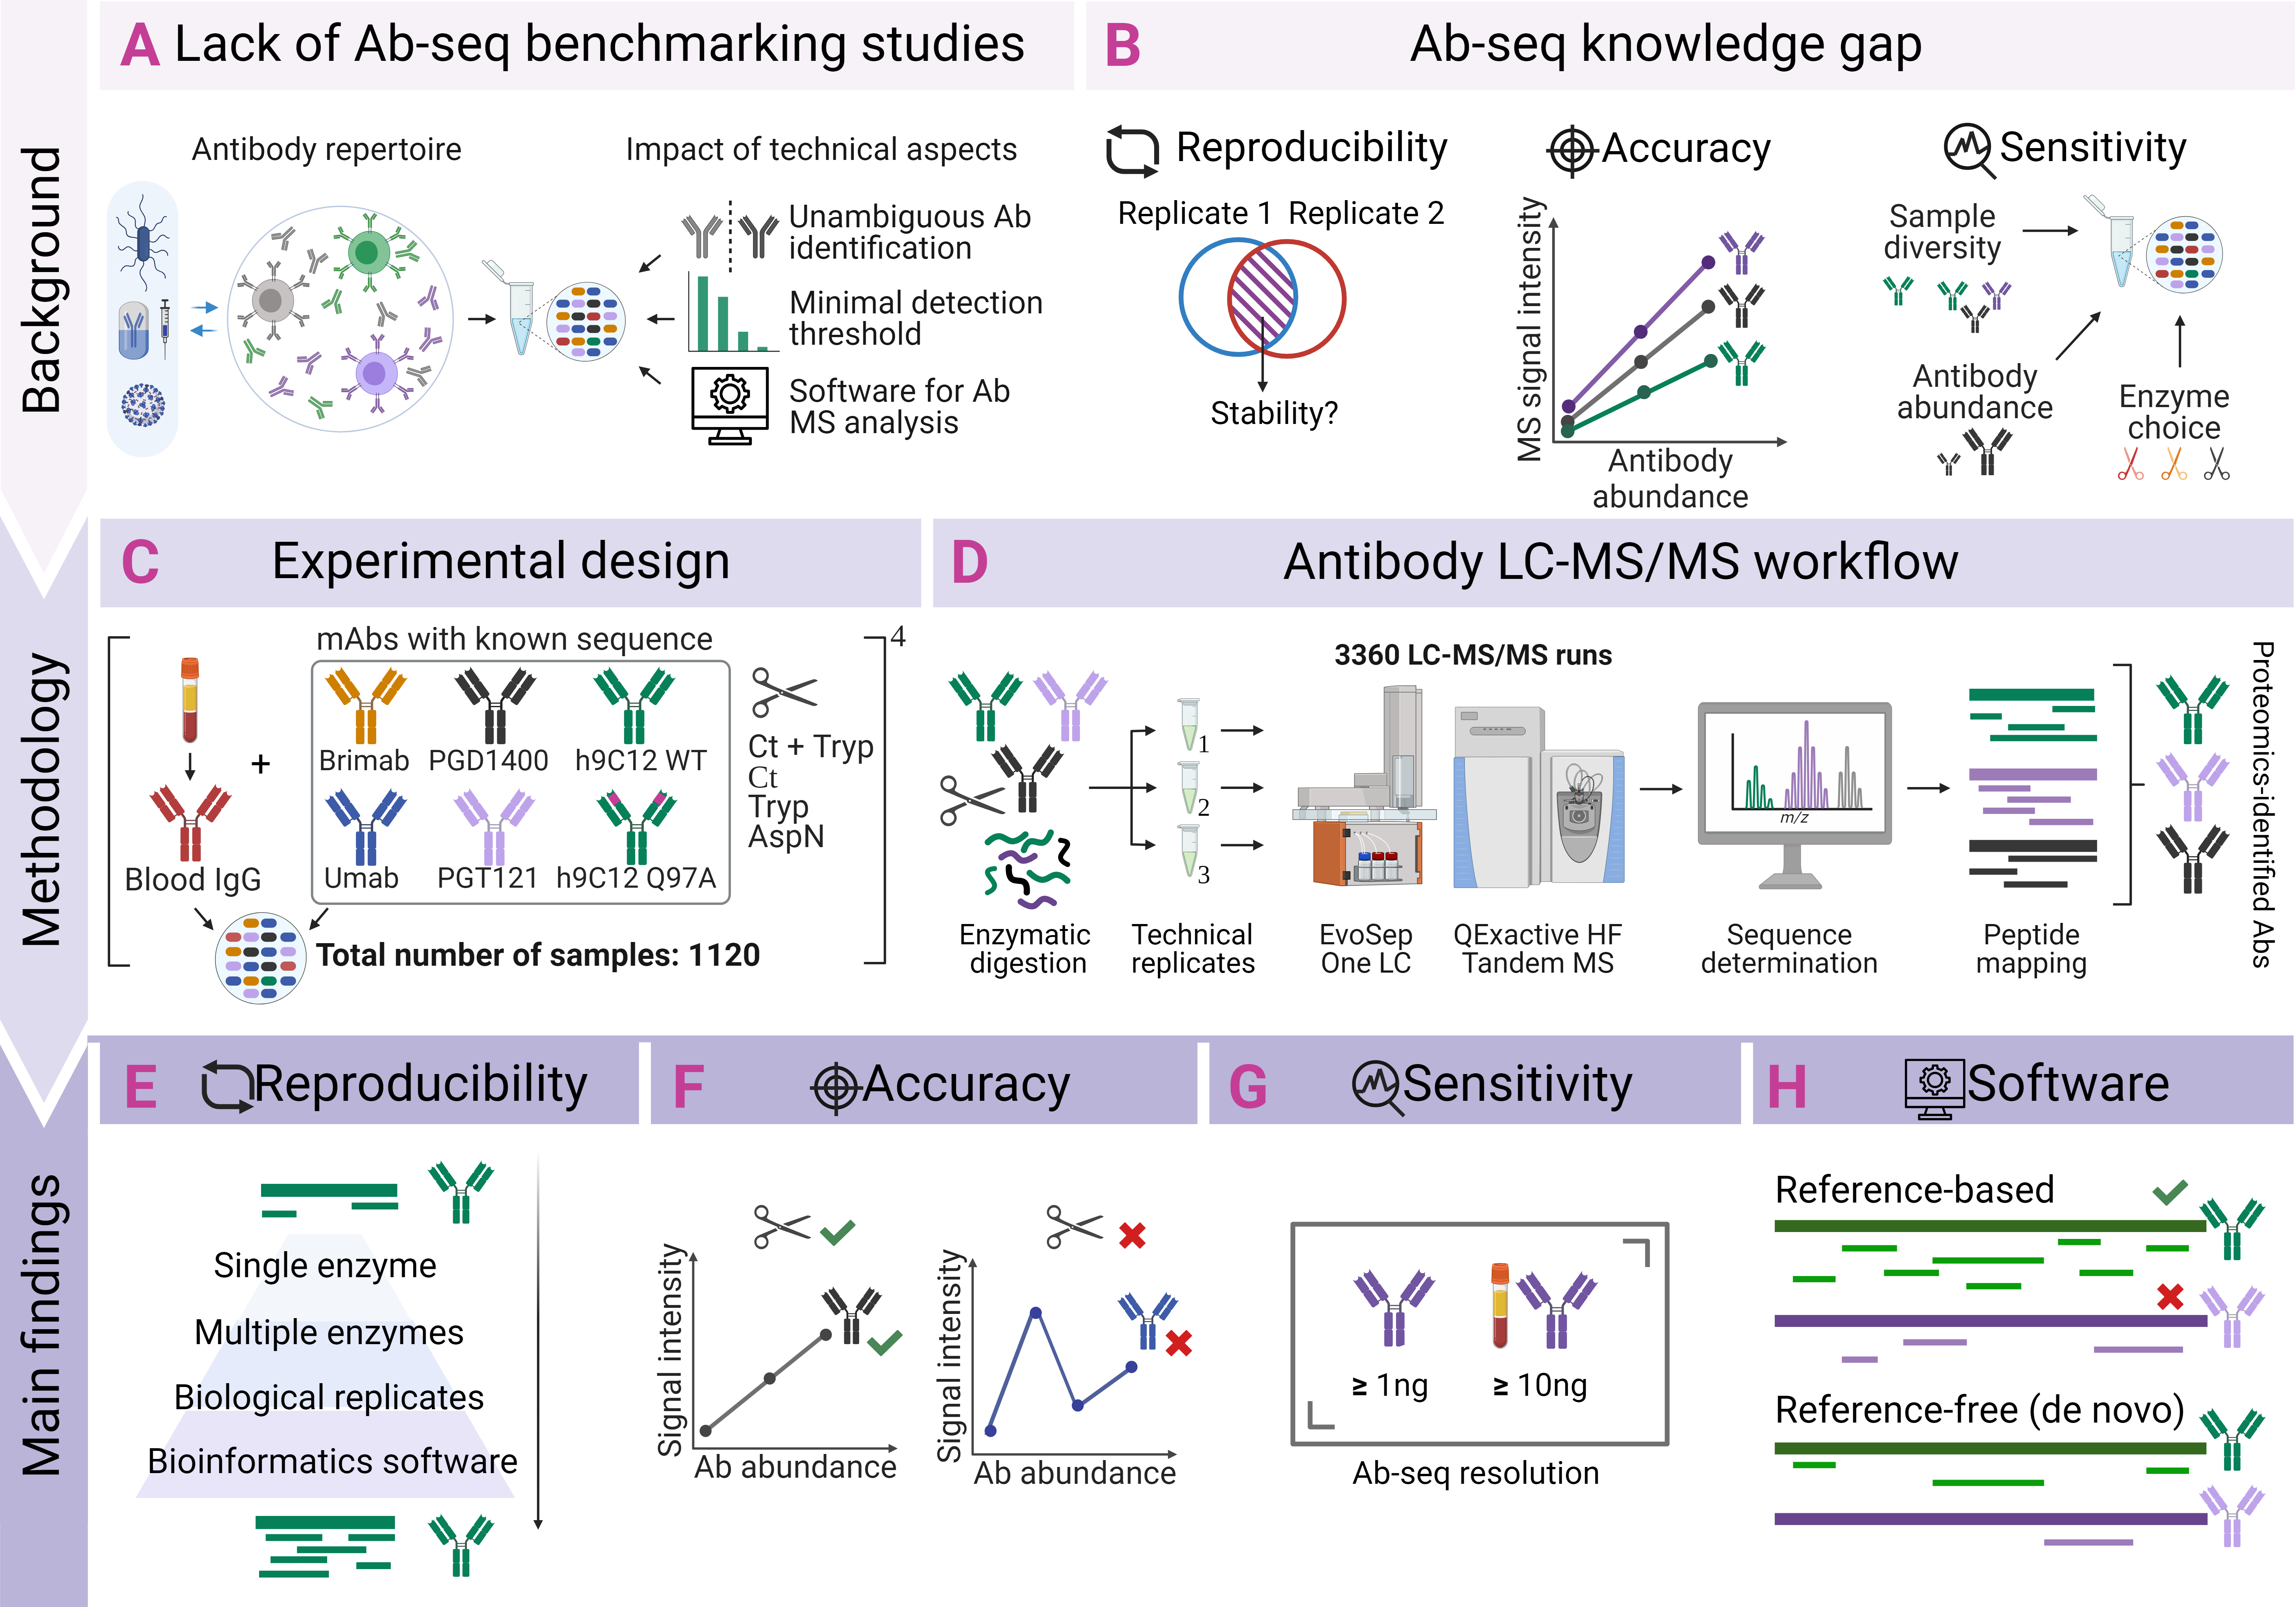 Background
A Lack of Ab-seq benchmarking studies
Antibody repertoire
Impact of technical aspects
Unambiguous Ab
identification
Minimal detection
threshold
Software for Ab
MS analysis
B Ab-seq knowledge gap
Reproducibility
Replicate 1 Replicate 2
Stability?
Accuracy
MS signal intensity
Antibody
abundance
Sensitivity
Sample
diversity
Antibody
abundance
Enzyme
choice
Methodology
C Experimental design
4
mAbs with known sequence
+
Brimab PGD1400 h9C12 WT
Umab PGT121 h9C12 Q97A
Blood IgG
Ct + Tryp
Ct
Tryp
AspN
Total number of samples: 1120
D Antibody LC-MS/MS workflow
3360 LC-MS/MS runs
1
2
3
m/z
Enzymatic
digestion
Technical
replicates
EvoSep
One LC
QExactive HF
Tandem MS
Sequence
determination
Peptide
mapping
Proteomics-identified Abs
Main findings
E Reproducibility
Single enzyme
Multiple enzymes
Biological replicates
Bioinformatics software
F Accuracy
Signal intensity
Ab abundance
Signal intensity
Ab abundance
G Sensitivity
≥ 1ng
≥ 10ng
Ab-seq resolution
H Software
Reference-based
Reference-free (de novo)